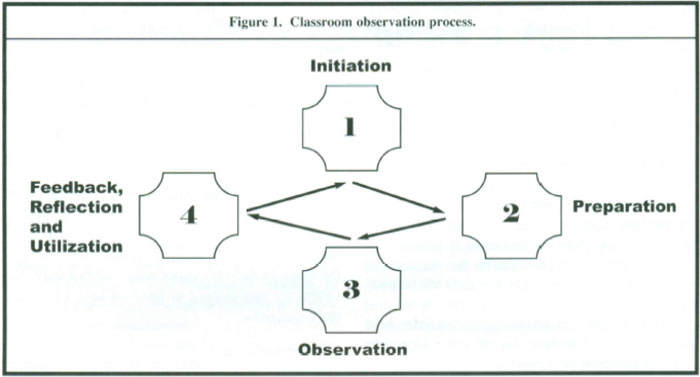 Figure 1. Classroom observation process.
Initiation
1
Feedback,
Reflection
and
Utilization
4
2
Preparation
3
Observation